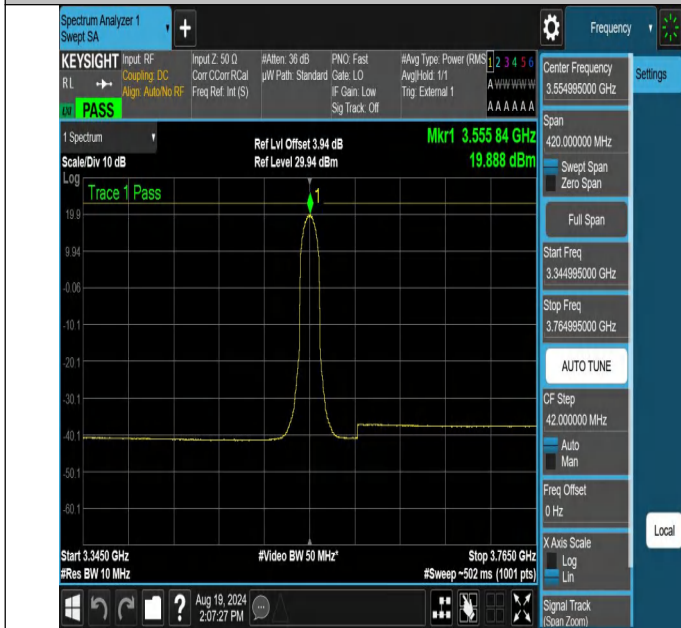 Spectrum Analyzer 1
Swept SA
Frequency
KEYSIGHT
RL
PASS
Input: RF
Coupling: DC
Align: Auto/No RF
Input Z: 50 Ω
Corr CCorr RCal
Freq Ref: Int (S)
#Atten: 36 dB
µW Path: Standard
PNO: Fast
Gate: LO
IF Gain: Low
Sig Track: Off
#Avg Type: Power (RMS
Avg|Hold: 1/1
Trig: External 1
1 2 3 4 5 6
A W W W W W
A A A A A A
1 Spectrum
Scale/Div 10 dB
Ref Lvl Offset 3.94 dB
Ref Level 29.94 dBm
Mkr1 3.555 84 GHz
19.888 dBm
Log
Trace 1 Pass
1
19.9
9.94
-0.06
-10.1
-20.1
-30.1
-40.1
-50.1
-60.1
Start 3.3450 GHz
#Res BW 10 MHz
#Video BW 50 MHz*
Stop 3.7650 GHz
#Sweep ~502 ms (1001 pts)
Aug 19, 2024
2:07:27 PM
Center Frequency
3.554995000 GHz
Settings
Span
420.000000 MHz
Swept Span
Zero Span
Full Span
Start Freq
3.344995000 GHz
Stop Freq
3.764995000 GHz
AUTO TUNE
CF Step
42.000000 MHz
Auto
Man
Freq Offset
0 Hz
Local
X Axis Scale
Log
Lin
Signal Track
(Span Zoom)